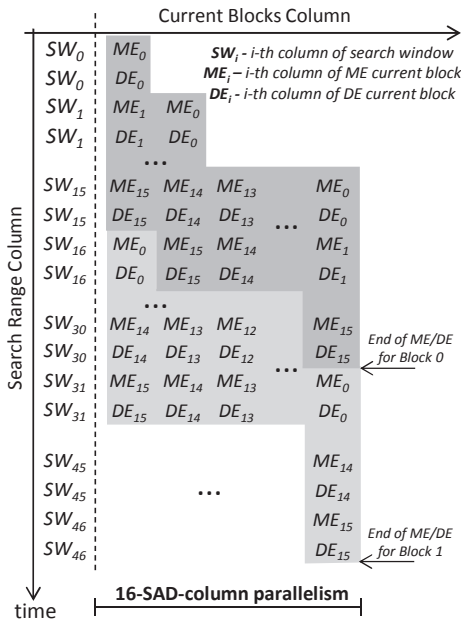 Current Blocks Column
SWi - i-th column of search window
MEi – i-th column of ME current block
DEi - i-th column of DE current block
SW0 ME0
SW0 DE0
SW1 ME1 ME0
SW1 DE1 DE0
...
SW15 ME15 ME14 ME13 ME0
SW15 DE15 DE14 DE13 ... DE0
SW16 ME0 ME15 ME14 ME1
SW16 DE0 DE15 DE14 DE1
...
SW30 ME14 ME13 ME12 ME15
SW30 DE14 DE13 DE12 ... DE15
End of ME/DE
for Block 0
SW31 ME15 ME14 ME13 ME0
SW31 DE15 DE14 DE13 DE0
SW45 ME14
SW45 ... DE14
SW46 ME15
SW46 DE15
End of ME/DE
for Block 1
Search Range Column
time
16-SAD-column parallelism